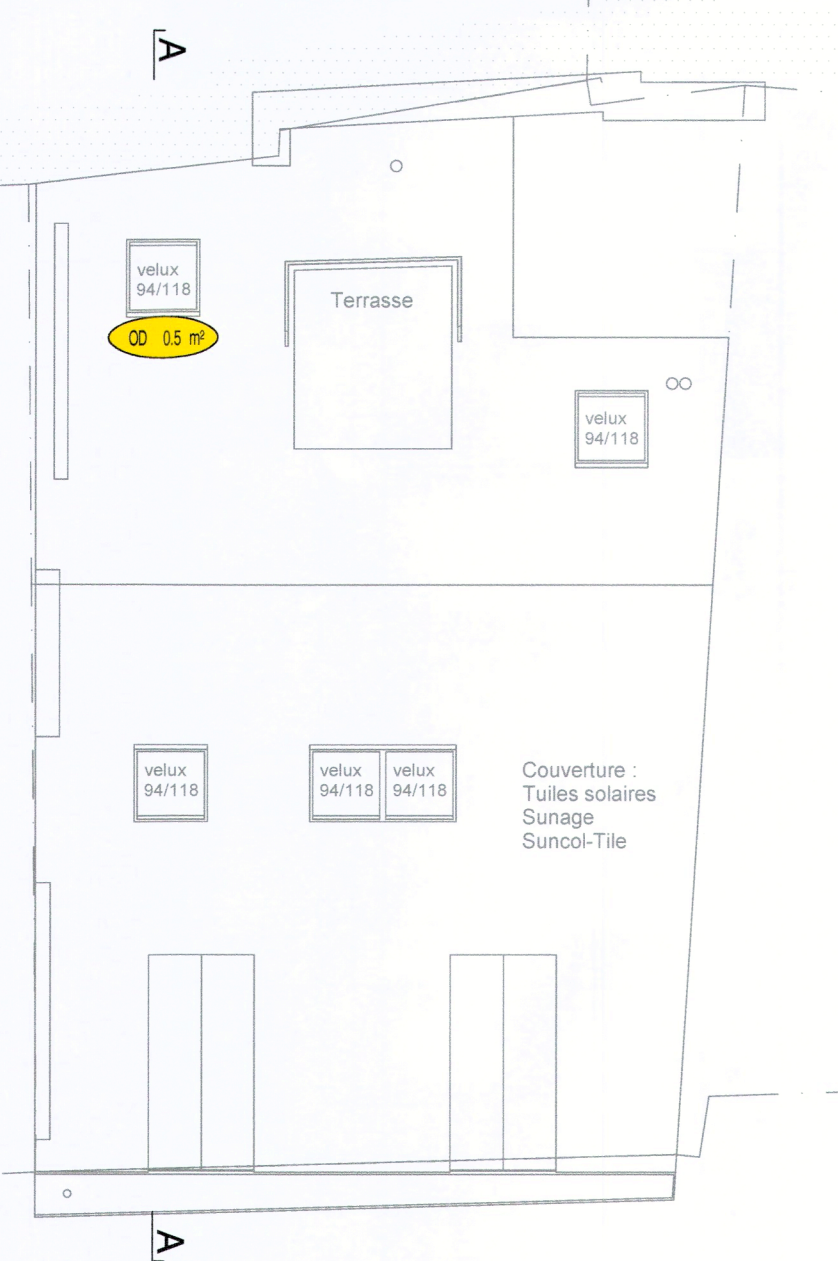 A
velux
94/118
OD 0.5 m²
Terrasse
velux
94/118
velux
94/118
velux
94/118
velux
94/118
Couverture :
Tuiles solaires
Sunage
Suncol-Tile
A